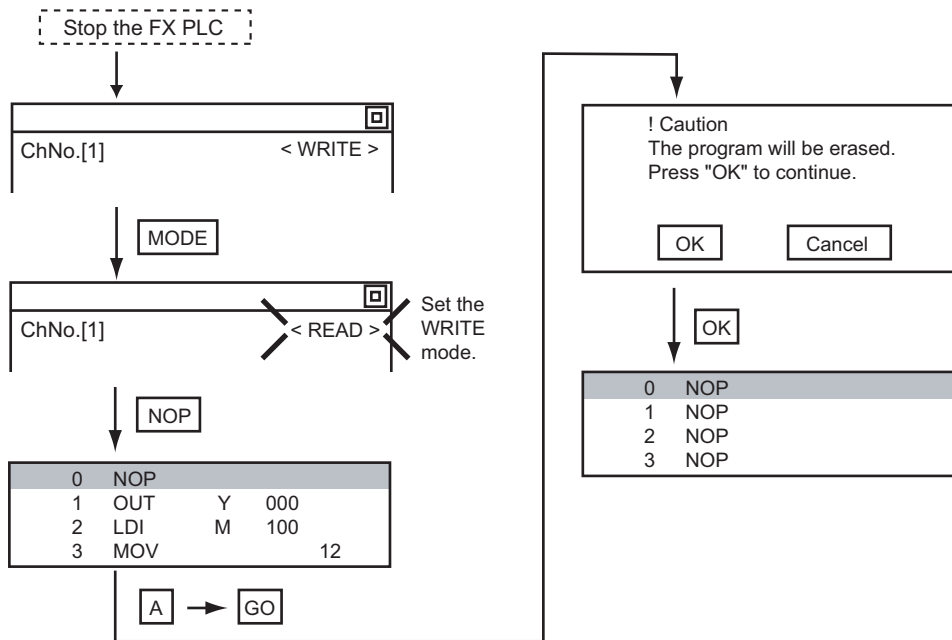 Stop the FX PLC
ChNo.[1] < WRITE >
MODE
ChNo.[1] < READ >
Set the
WRITE
mode.
NOP
0 NOP
1 OUT Y 000
2 LDI M 100
3 MOV 12
A GO
! Caution
The program will be erased.
Press "OK" to continue.
OK Cancel
OK
0 NOP
1 NOP
2 NOP
3 NOP